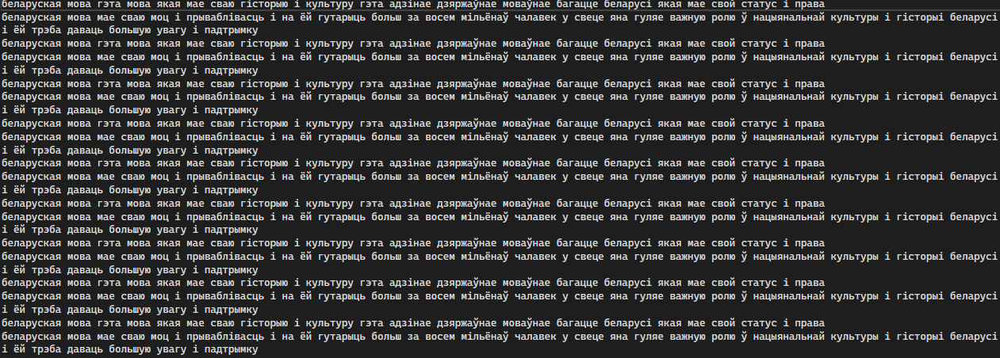 беларуская мова гэта мова якая мае сваю гісторыю і культуру гэта адзінае дзяржаўнае моваўнае багацце беларусі якая мае свой статус і права
беларуская мова мае сваю моц і прывабівасць і на ёй гутарыць больш за восем мільёнаў чалавек у свеце яна гуляе важную ролю ў нацыянальнай культуры і гісторыі беларусі
і ёй трэба даваць большую увагу і падтрымку
беларуская мова гэта мова якая мае сваю гісторыю і культуру гэта адзінае дзяржаўнае моваўнае багацце беларусі якая мае свой статус і права
беларуская мова мае сваю моц і прывабліівасць і на ёй гутарыць больш за восем мільёнаў чалавек у свеце яна гуляе важную ролю ў нацыянальнай культуры і гісторыі беларусі
і ёй трэба даваць большую увагу і падтрымку
беларуская мова гэта мова якая мае сваю гісторыю і культуру гэта адзінае дзяржаўнае моваўнае багацце беларусі якая мае свой статус і права
беларуская мова мае сваю моц і прывablівасць і на ёй гутарыць больш за восем мільёнаў чалавек у свеце яна гуляе важную ролю ў нацыянальнай культуры і гісторыі беларусі
і ёй трэба даваць большую увагу і падтрымку
беларуская мова гэта мова якая мае сваю гісторыю і культуру гэта адзінае дзяржаўнае моваўнае багацце беларусі якая мае свой статус і права
беларуская мова мае сваю моц і прывабlівасць і на ёй гутарыць больш за восем мільёнаў чалавек у свеце яна гуляе важную ролю ў нацыянальнай культуры і гісторыі беларусі
і ёй трэба даваць большую увагу і падтрымку
беларуская мова гэта мова якая мае сваю гісторыю і культуру гэта адзінае дзяржаўнае моваўнае багацце беларусі якая мае свой статус і права
беларуская мова мае сваю моц і прывablівасць і на ёй гутарыць больш за восем мільёнаў чалавек у свеце яна гуляе важную ролю ў нацыянальнай культуры і гісторыі беларусі
і ёй трэба даваць большую увагу і падтрымку
беларуская мова гэта мова якая мае сваю гісторыю і культуру гэта адзінае дзяржаўнае моваўнае багацце беларусі якая мае свой статус і права
беларуская мова мае сваю моц і прываблівасць і на ёй гутарыць больш за восем мільёнаў чалавек у свеце яна гуляе важную ролю ў нацыянальнай культуры і гісторыі беларусі
і ёй трэба даваць большую увагу і падтрымку
беларуская мова гэта мова якая мае сваю гісторыю і культуру гэта адзінае дзяржаўнае моваўнае багацце беларусі якая мае свой статус і права
беларуская мова мае сваю моц і прываблівасць і на ёй гутарыць больш за восем мільёнаў чалавек у свеце яна гуляе важную ролю ў нацыянальнай культуры і гісторыі беларусі
і ёй трэба даваць большую увагу і падтрымку
беларуская мова гэта мова якая мае сваю гісторыю і культуру гэта адзінае дзяржаўнае моваўнае багацце беларусі якая мае свой статус і права
беларуская мова мае сваю моц і прываблівасць і на ёй гутарыць больш за восем мільёнаў чалавек у свеце яна гуляе важную ролю ў нацыянальнай культуры і гісторыі беларусі
і ёй трэба даваць большую увагу і падтрымку
беларуская мова гэта мова якая мае сваю гісторыю і культуру гэта адзінае дзяржаўнае моваўнае багацце беларусі якая мае свой статус і права
беларуская мова мае сваю моц і прываблівасць і на ёй гутарыць больш за восем мільёнаў чалавек у свеце яна гуляе важную ролю ў нацыянальнай культуры і гісторыі беларусі
і ёй трэба даваць большую увагу і падтрымку